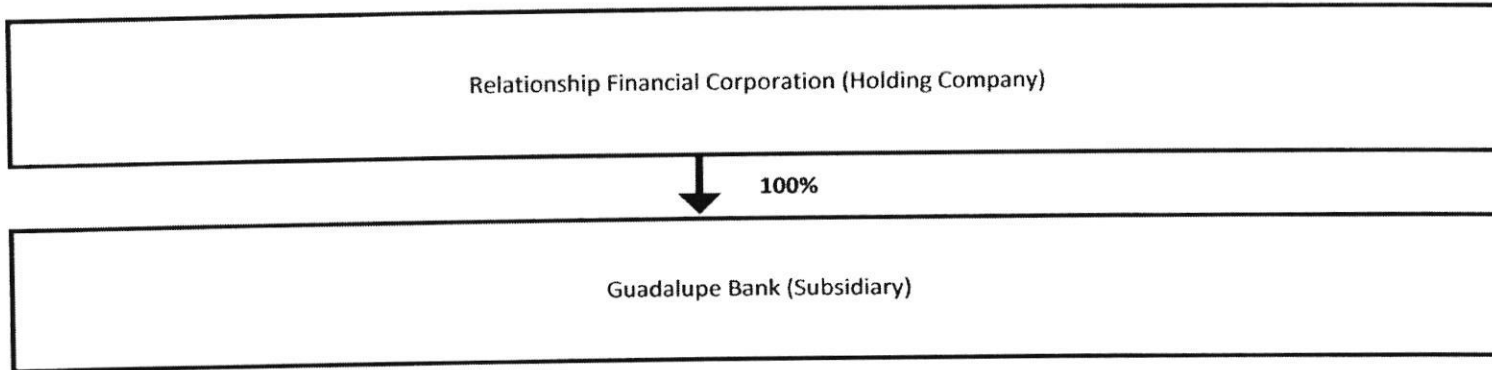 Relationship Financial Corporation (Holding Company)
100%
Guadalupe Bank (Subsidiary)